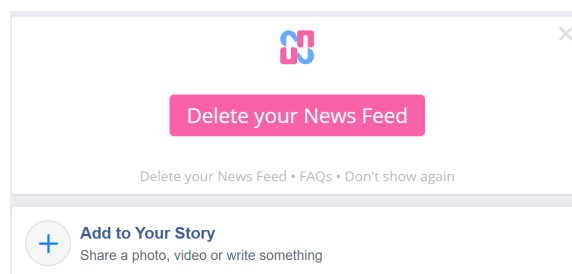 Delete your News Feed
Delete your News Feed • FAQs • Don't show again
Add to Your Story
Share a photo, video or write something